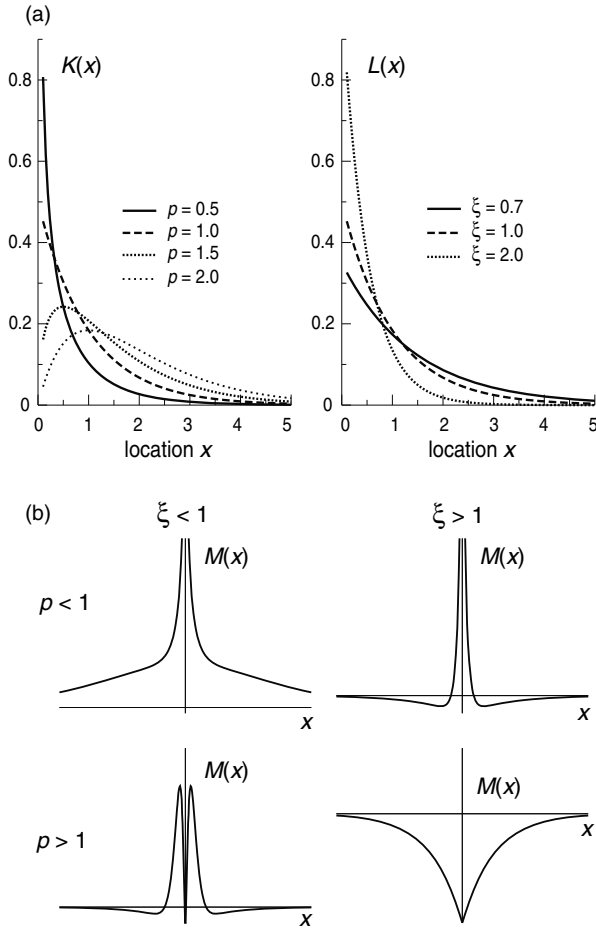 (a)
K(x)
0.8
0.6
0.4
0.2
0
p = 0.5
p = 1.0
p = 1.5
p = 2.0
0 1 2 3 4 5
location x
L(x)
0.8
0.6
0.4
0.2
0
ξ = 0.7
ξ = 1.0
ξ = 2.0
0 1 2 3 4 5
location x
(b)
ξ < 1
ξ > 1
p < 1
M(x)
x
M(x)
x
p > 1
M(x)
x
M(x)
x